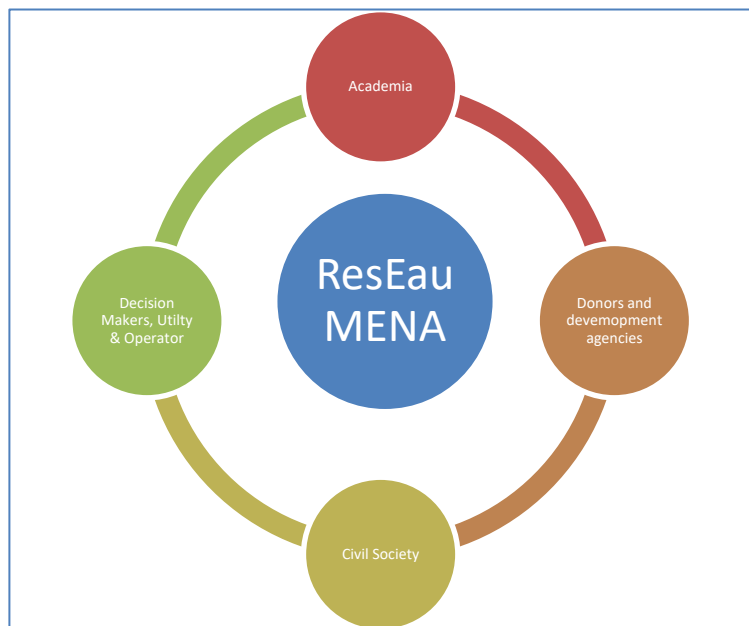 Academia
ResEau
MENA
Decision
Makers, Utilty
& Operator
Donors and
devemopment
agencies
Civil Society